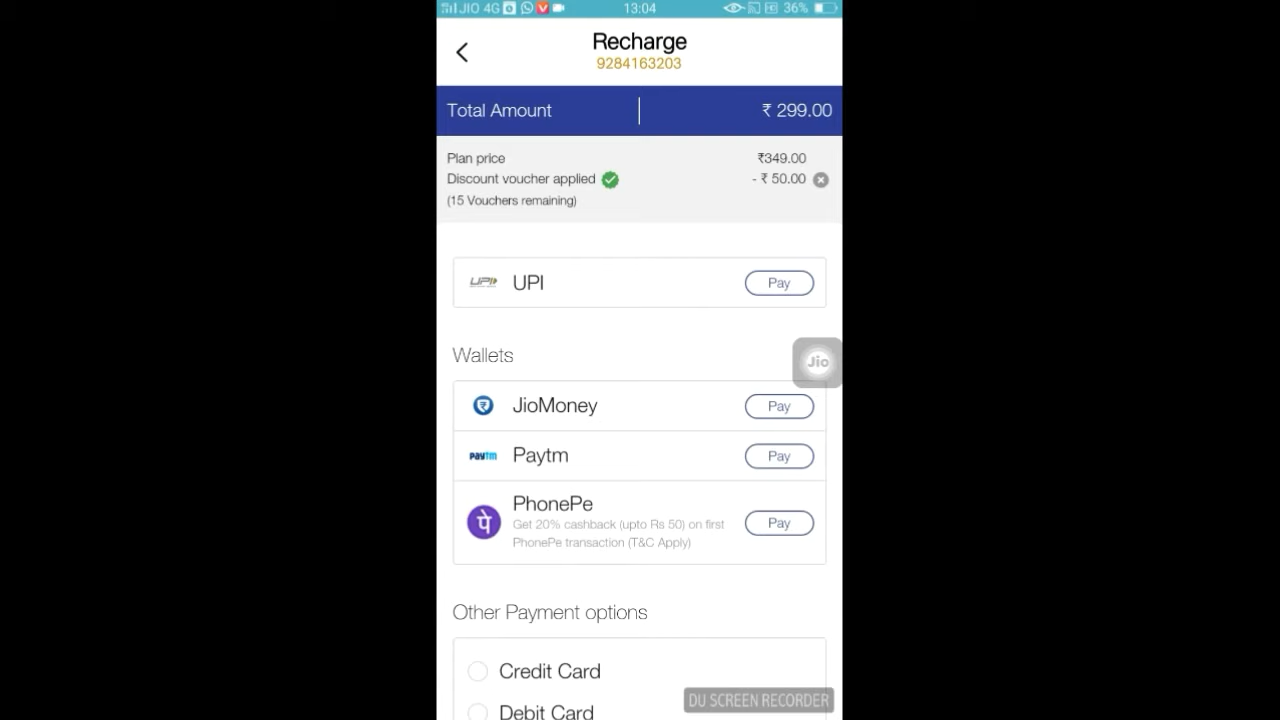 JIO 4G 13:04 36%
Recharge
9284163203
Total Amount ₹ 299.00
Plan price ₹349.00
Discount voucher applied - ₹ 50.00
(15 Vouchers remaining)
UPI UPI Pay
Wallets
Jio
JioMoney Pay
Paytm Paytm Pay
PhonePe
पे Get 20% cashback (upto Rs 50) on first Pay
PhonePe transaction (T&C Apply)
Other Payment options
Credit Card
DU SCREEN RECORDER
Debit Card